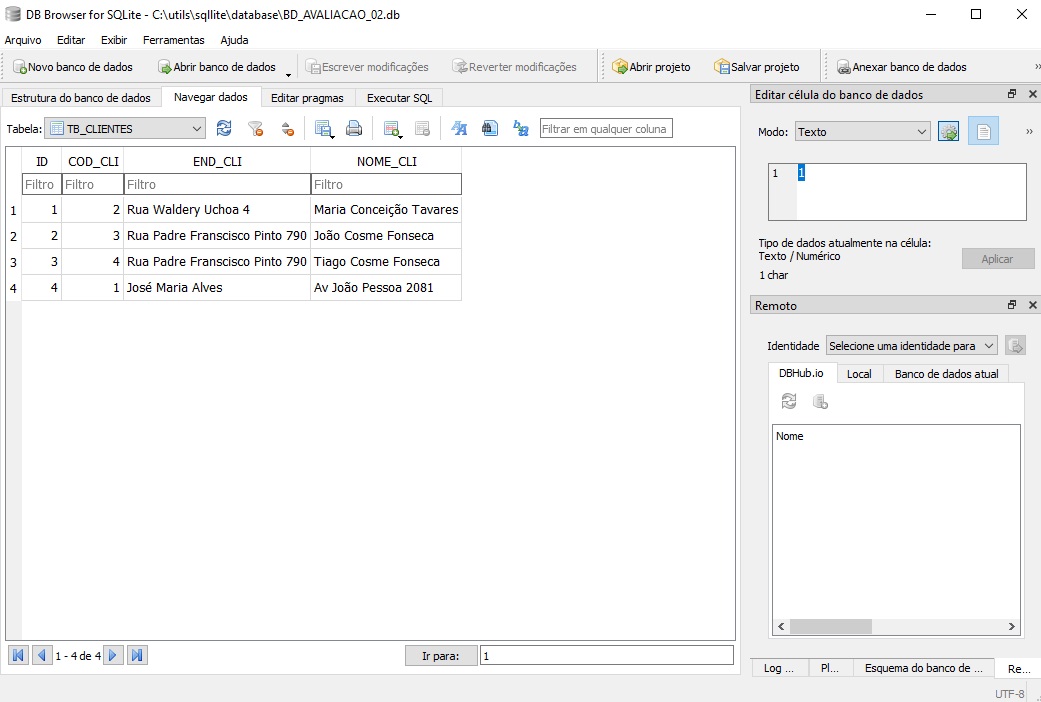 DB Browser for SQLite - C:\utils\sqllite\database\BD_AVALIACAO_02.db
Arquivo Editar Exibir Ferramentas Ajuda
Novo banco de dados Abrir banco de dados Escrever modificações Reverter modificações Abrir projeto Salvar projeto Anexar banco de dados »
Estrutura do banco de dados Navegar dados Editar pragmas Executar SQL
Tabela: TB_CLIENTES Filtrar em qualquer coluna
ID COD_CLI END_CLI NOME_CLI
Filtro Filtro Filtro Filtro
1 1 2 Rua Waldery Uchoa 4 Maria Conceição Tavares
2 2 3 Rua Padre Franscisco Pinto 790 João Cosme Fonseca
3 3 4 Rua Padre Franscisco Pinto 790 Tiago Cosme Fonseca
4 4 1 José Maria Alves Av João Pessoa 2081
1 - 4 de 4 Ir para: 1
Editar célula do banco de dados
Modo: Texto »
1 1
Tipo de dados atualmente na célula:
Texto / Numérico
Aplicar
1 char
Remoto
Identidade Selecione uma identidade para
DBHub.io Local Banco de dados atual
Nome
Log ... Pl... Esquema do banco de ... Re...
UTF-8